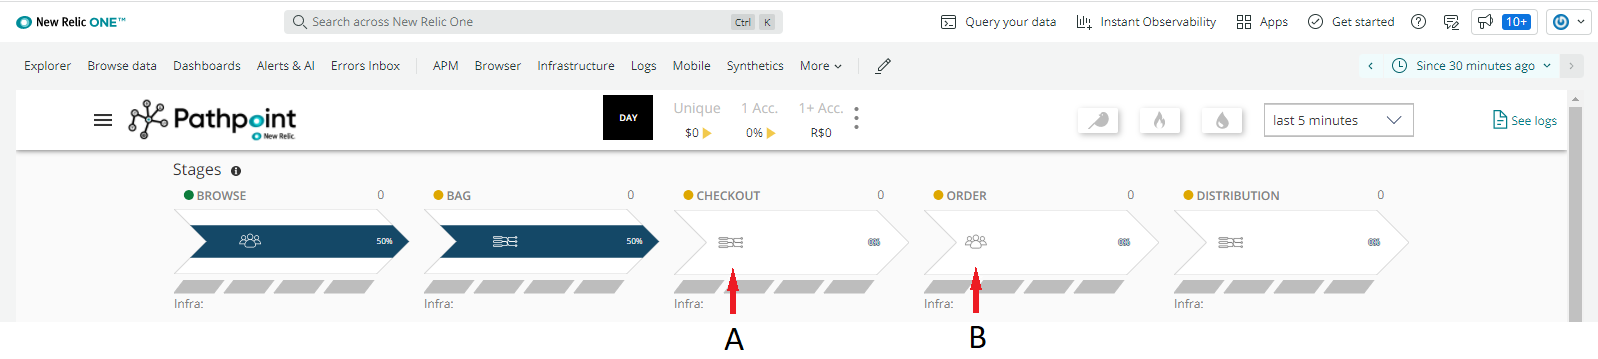 New Relic ONE™ Search across New Relic One Ctrl K Query your data Instant Observability Apps Get started 10+
Explorer Browse data Dashboards Alerts & AI Errors Inbox APM Browser Infrastructure Logs Mobile Synthetics More Since 30 minutes ago
Pathpoint New Relic. DAY Unique 1 Acc. 1+ Acc. last 5 minutes See logs
$0 0% R$0
Stages
BROWSE 0 BAG 0 CHECKOUT 0 ORDER 0 DISTRIBUTION 0
50% 50% 0% 0% 0%
Infra: Infra: Infra: Infra: Infra:
A B